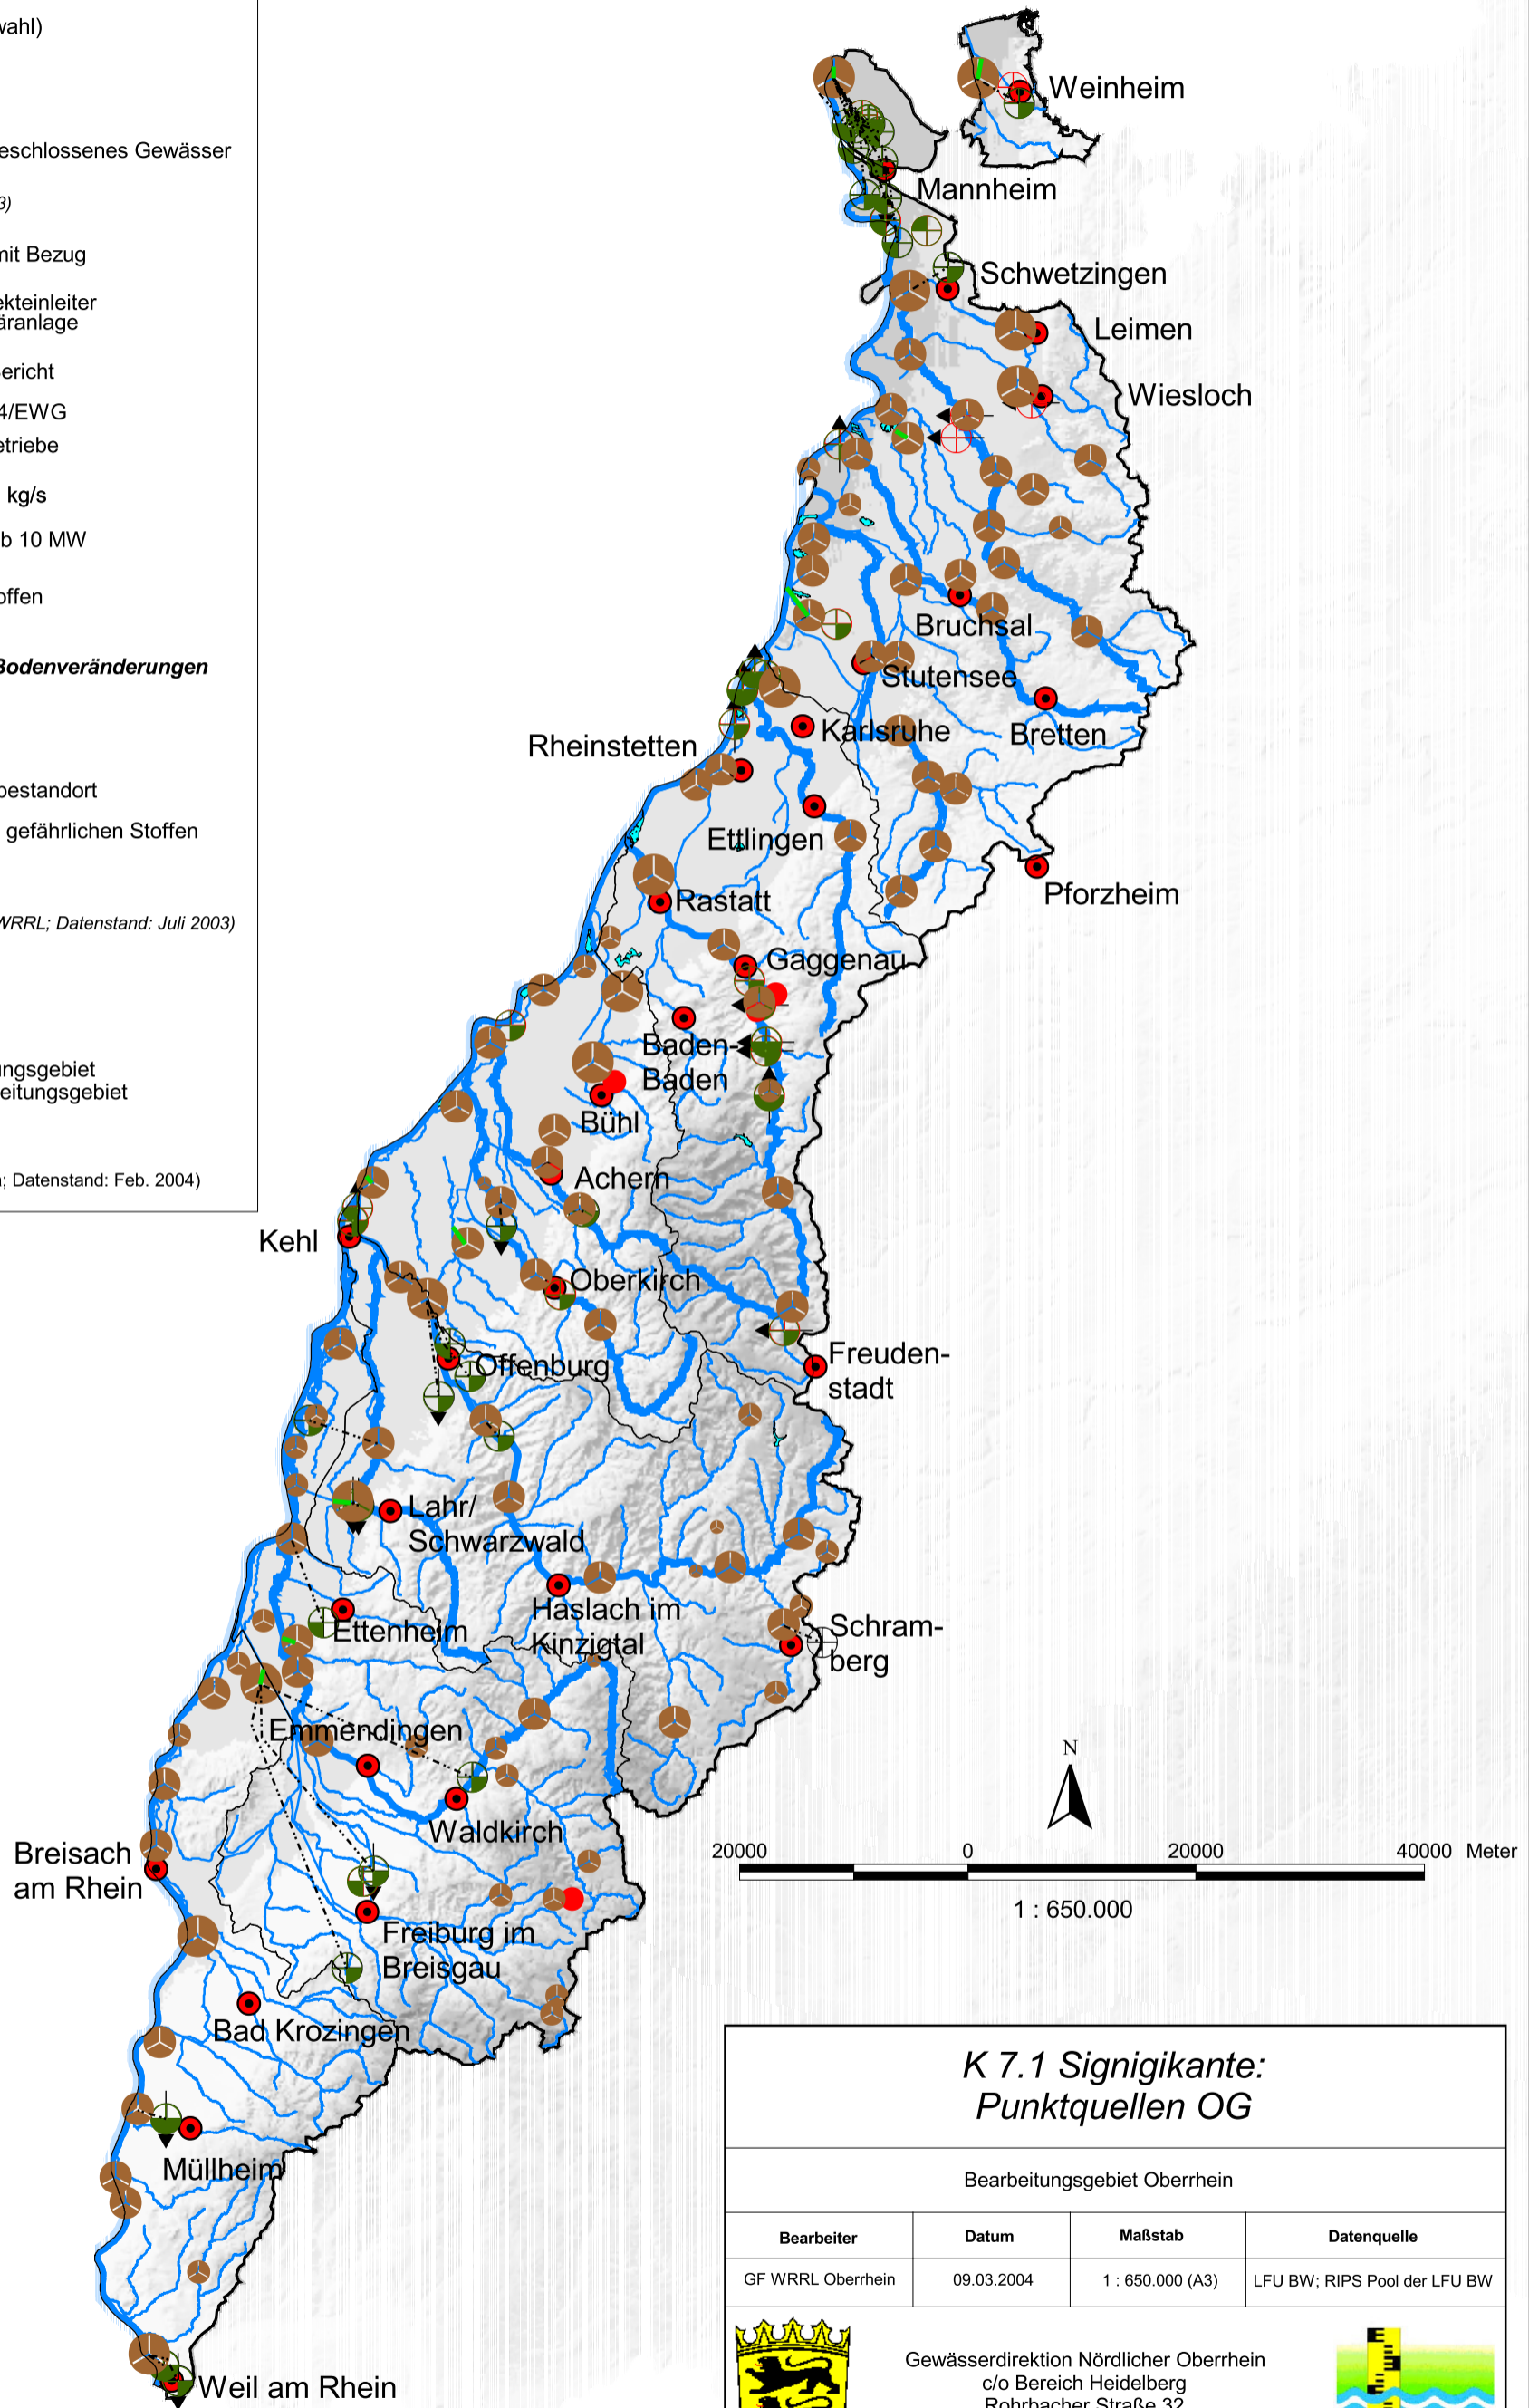 wahl)
eschlossenes Gewässer
3)
nit Bezug
ekteinleiter
äranlage
Bericht
4/EWG
etriebe
kg/s
b 10 MW
offen
Bodenveränderungen
bestandort
gefährlichen Stoffen
WRRL; Datenstand: Juli 2003)
ungsgebiet
eitungsgebiet
; Datenstand: Feb. 2004)
Weinheim
Mannheim
Schwetzingen
Leimen
Wiesloch
Bruchsal
Stutensee
Karlsruhe
Bretten
Rheinstetten
Ettlingen
Pforzheim
Rastatt
Gaggenau
Baden-
Baden
Bühl
Achern
Kehl
Oberkirch
Offenburg
Freuden-
stadt
Lahr/
Schwarzwald
Haslach im
Kinzigtal
Ettenheim
Schram-
berg
Emmendingen
Waldkirch
Breisach
am Rhein
Freiburg im
Breisgau
Bad Krozingen
Müllheim
Weil am Rhein
N
20000 0 20000 40000 Meter
1 : 650.000
K 7.1 Signigikante:
Punktquellen OG
Bearbeitungsgebiet Oberrhein
Bearbeiter Datum Maßstab Datenquelle
GF WRRL Oberrhein 09.03.2004 1 : 650.000 (A3) LFU BW; RIPS Pool der LFU BW
Gewässerdirektion Nördlicher Oberrhein
c/o Bereich Heidelberg
Rohrbacher Straße 32